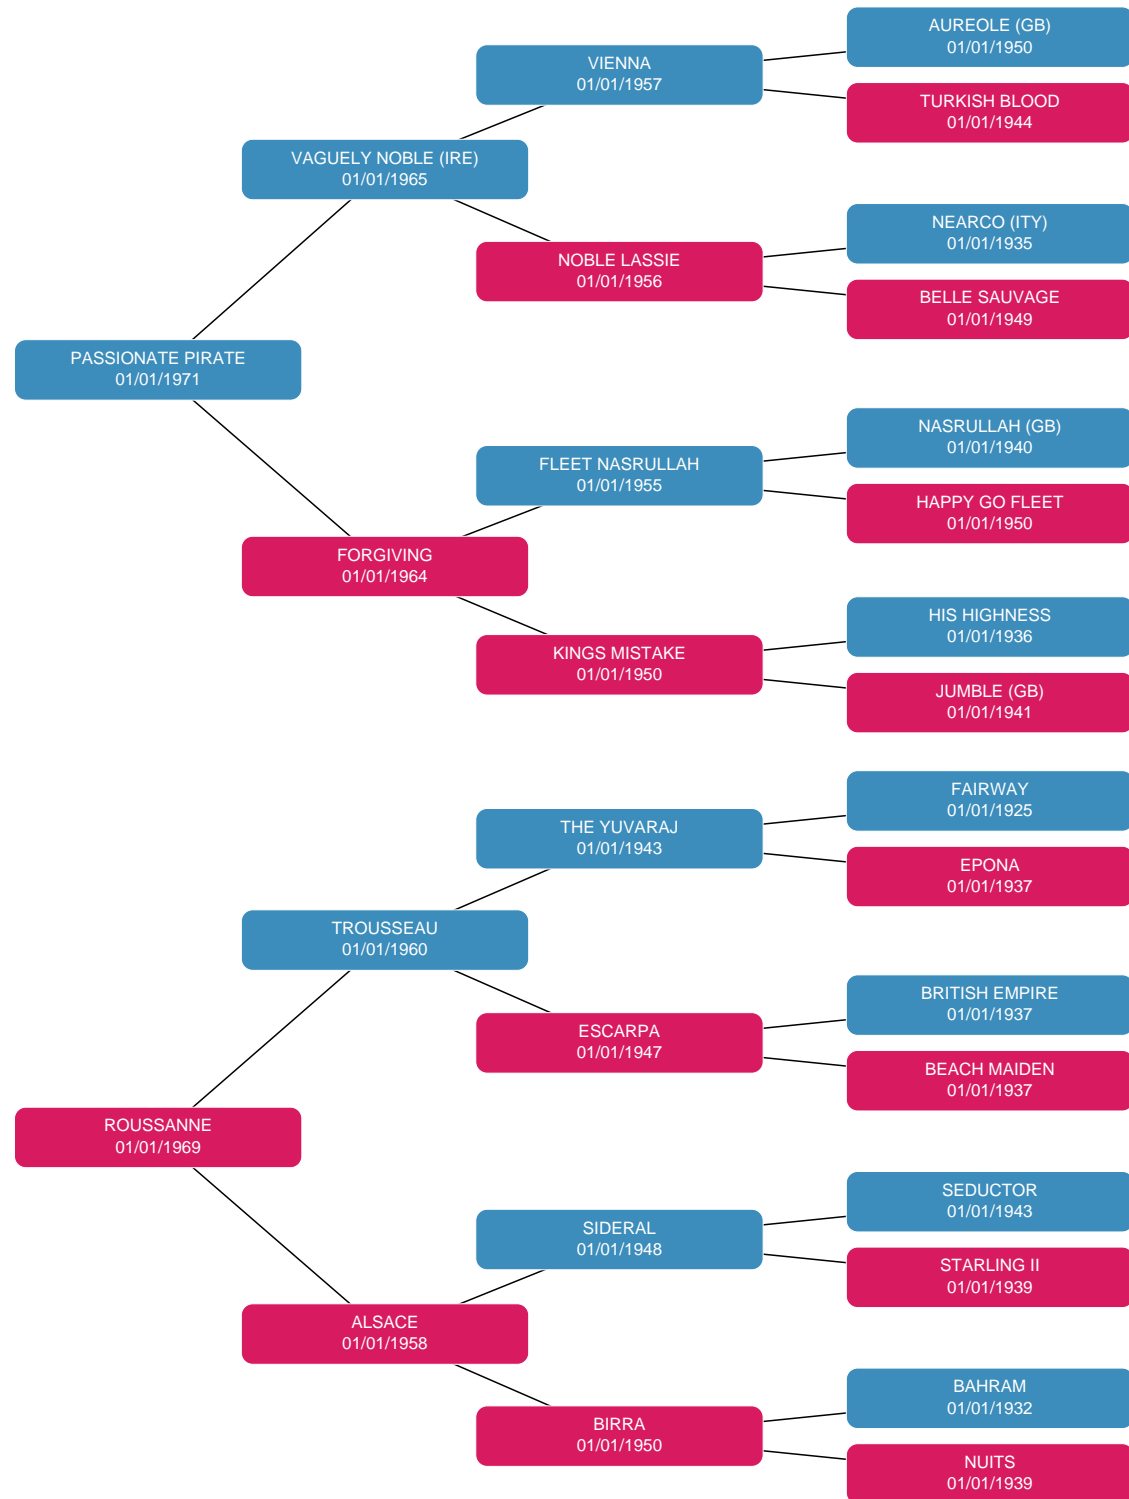 AUREOLE (GB)
01/01/1950
VIENNA
01/01/1957
TURKISH BLOOD
01/01/1944
VAGUELY NOBLE (IRE)
01/01/1965
NEARCO (ITY)
01/01/1935
NOBLE LASSIE
01/01/1956
BELLE SAUVAGE
01/01/1949
PASSIONATE PIRATE
01/01/1971
NASRULLAH (GB)
01/01/1940
FLEET NASRULLAH
01/01/1955
HAPPY GO FLEET
01/01/1950
FORGIVING
01/01/1964
HIS HIGHNESS
01/01/1936
KINGS MISTAKE
01/01/1950
JUMBLE (GB)
01/01/1941
FAIRWAY
01/01/1925
THE YUVARAJ
01/01/1943
EPONA
01/01/1937
TROUSSEAU
01/01/1960
BRITISH EMPIRE
01/01/1937
ESCARPA
01/01/1947
BEACH MAIDEN
01/01/1937
ROUSSANNE
01/01/1969
SEDUCTOR
01/01/1943
SIDERAL
01/01/1948
STARLING II
01/01/1939
ALSACE
01/01/1958
BAHRAM
01/01/1932
BIRRA
01/01/1950
NUITS
01/01/1939